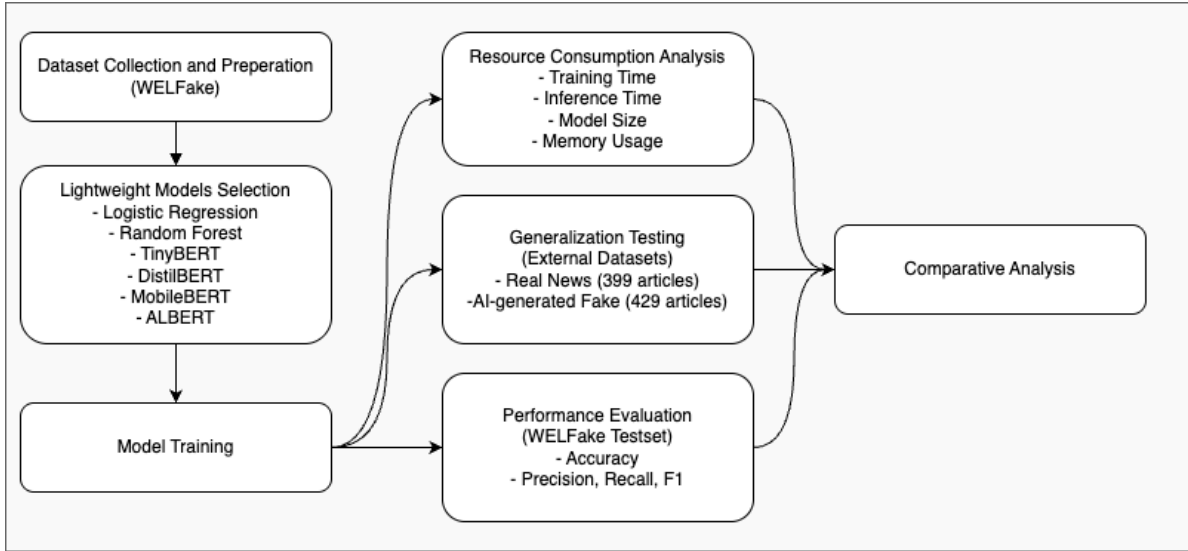 Dataset Collection and Preperation
(WELFake)
Lightweight Models Selection
- Logistic Regression
- Random Forest
- TinyBERT
- DistilBERT
- MobileBERT
- ALBERT
Model Training
Resource Consumption Analysis
- Training Time
- Inference Time
- Model Size
- Memory Usage
Generalization Testing
(External Datasets)
- Real News (399 articles)
-AI-generated Fake (429 articles)
Performance Evaluation
(WELFake Testset)
- Accuracy
- Precision, Recall, F1
Comparative Analysis